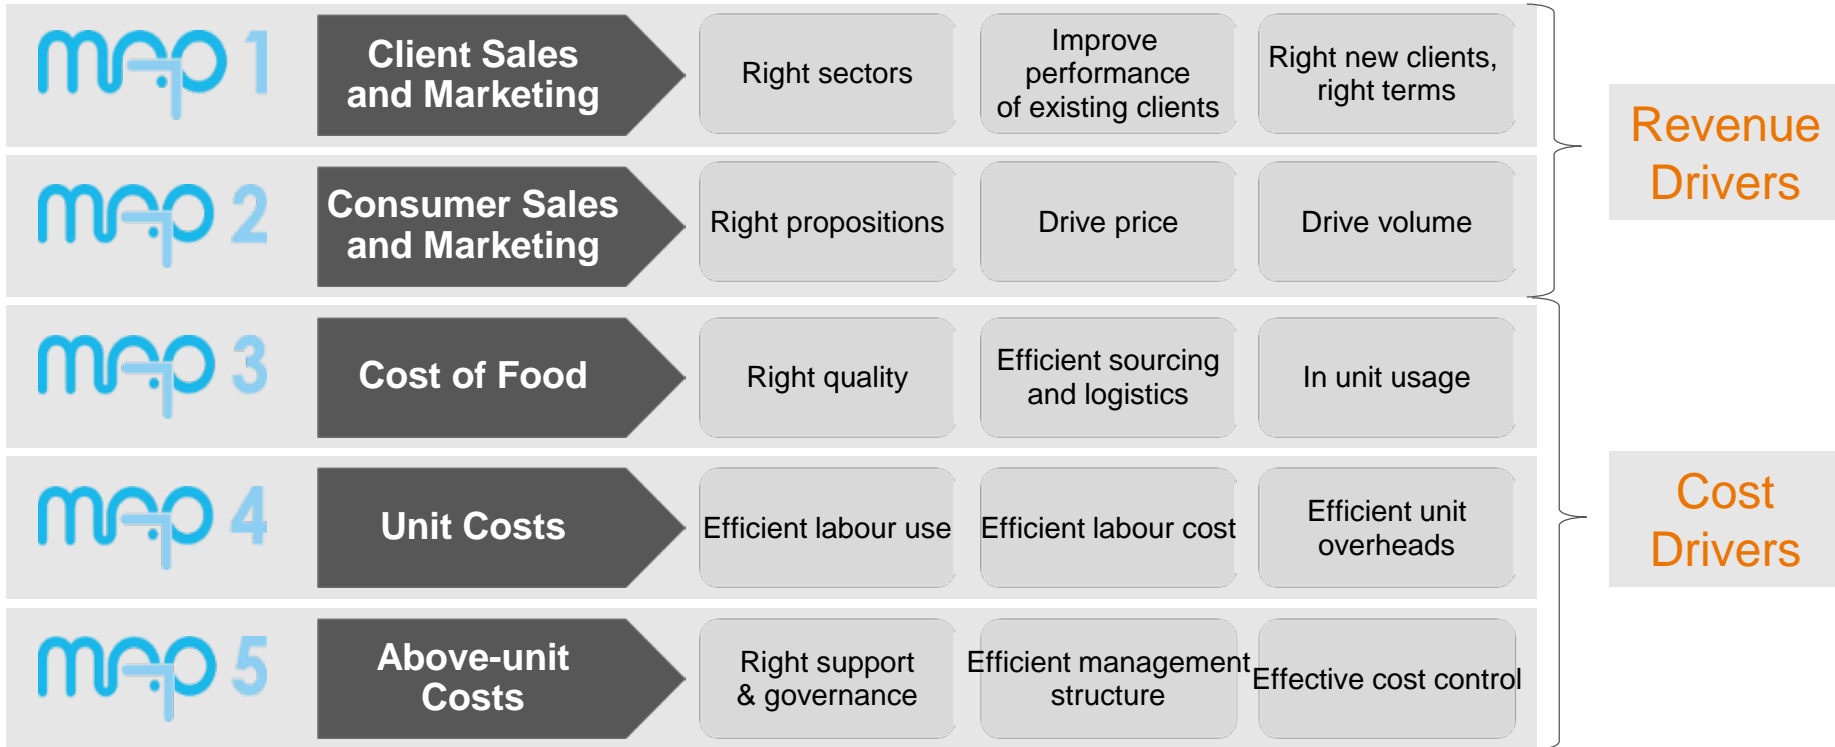 map 1
Client Sales
and Marketing
Right sectors
Improve
performance
of existing clients
Right new clients,
right terms
Revenue
Drivers
map 2
Consumer Sales
and Marketing
Right propositions
Drive price
Drive volume
map 3
Cost of Food
Right quality
Efficient sourcing
and logistics
In unit usage
map 4
Unit Costs
Efficient labour use
Efficient labour cost
Efficient unit
overheads
Cost
Drivers
map 5
Above-unit
Costs
Right support
& governance
Efficient management
structure
Effective cost control